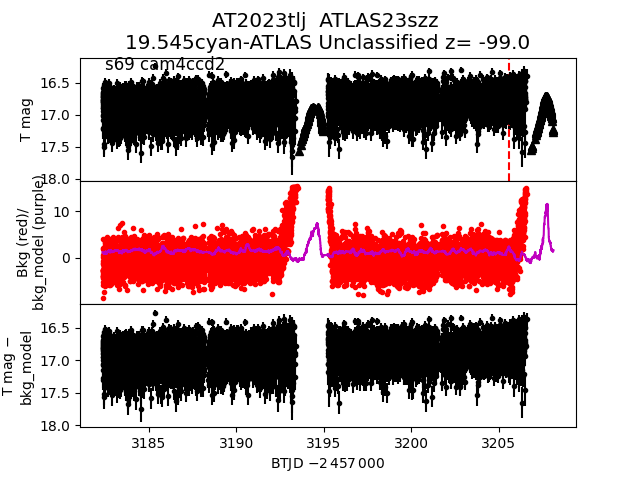 AT2023tlj  ATLAS23szz
19.545cyan-ATLAS Unclassified z= -99.0
s69 cam4ccd2
16.5
17.0
17.5
18.0
T mag
10
0
Bkg (red)/
bkg_model (purple)
16.5
17.0
17.5
18.0
T mag −
bkg_model
3185 3190 3195 3200 3205
BTJD −2 457 000